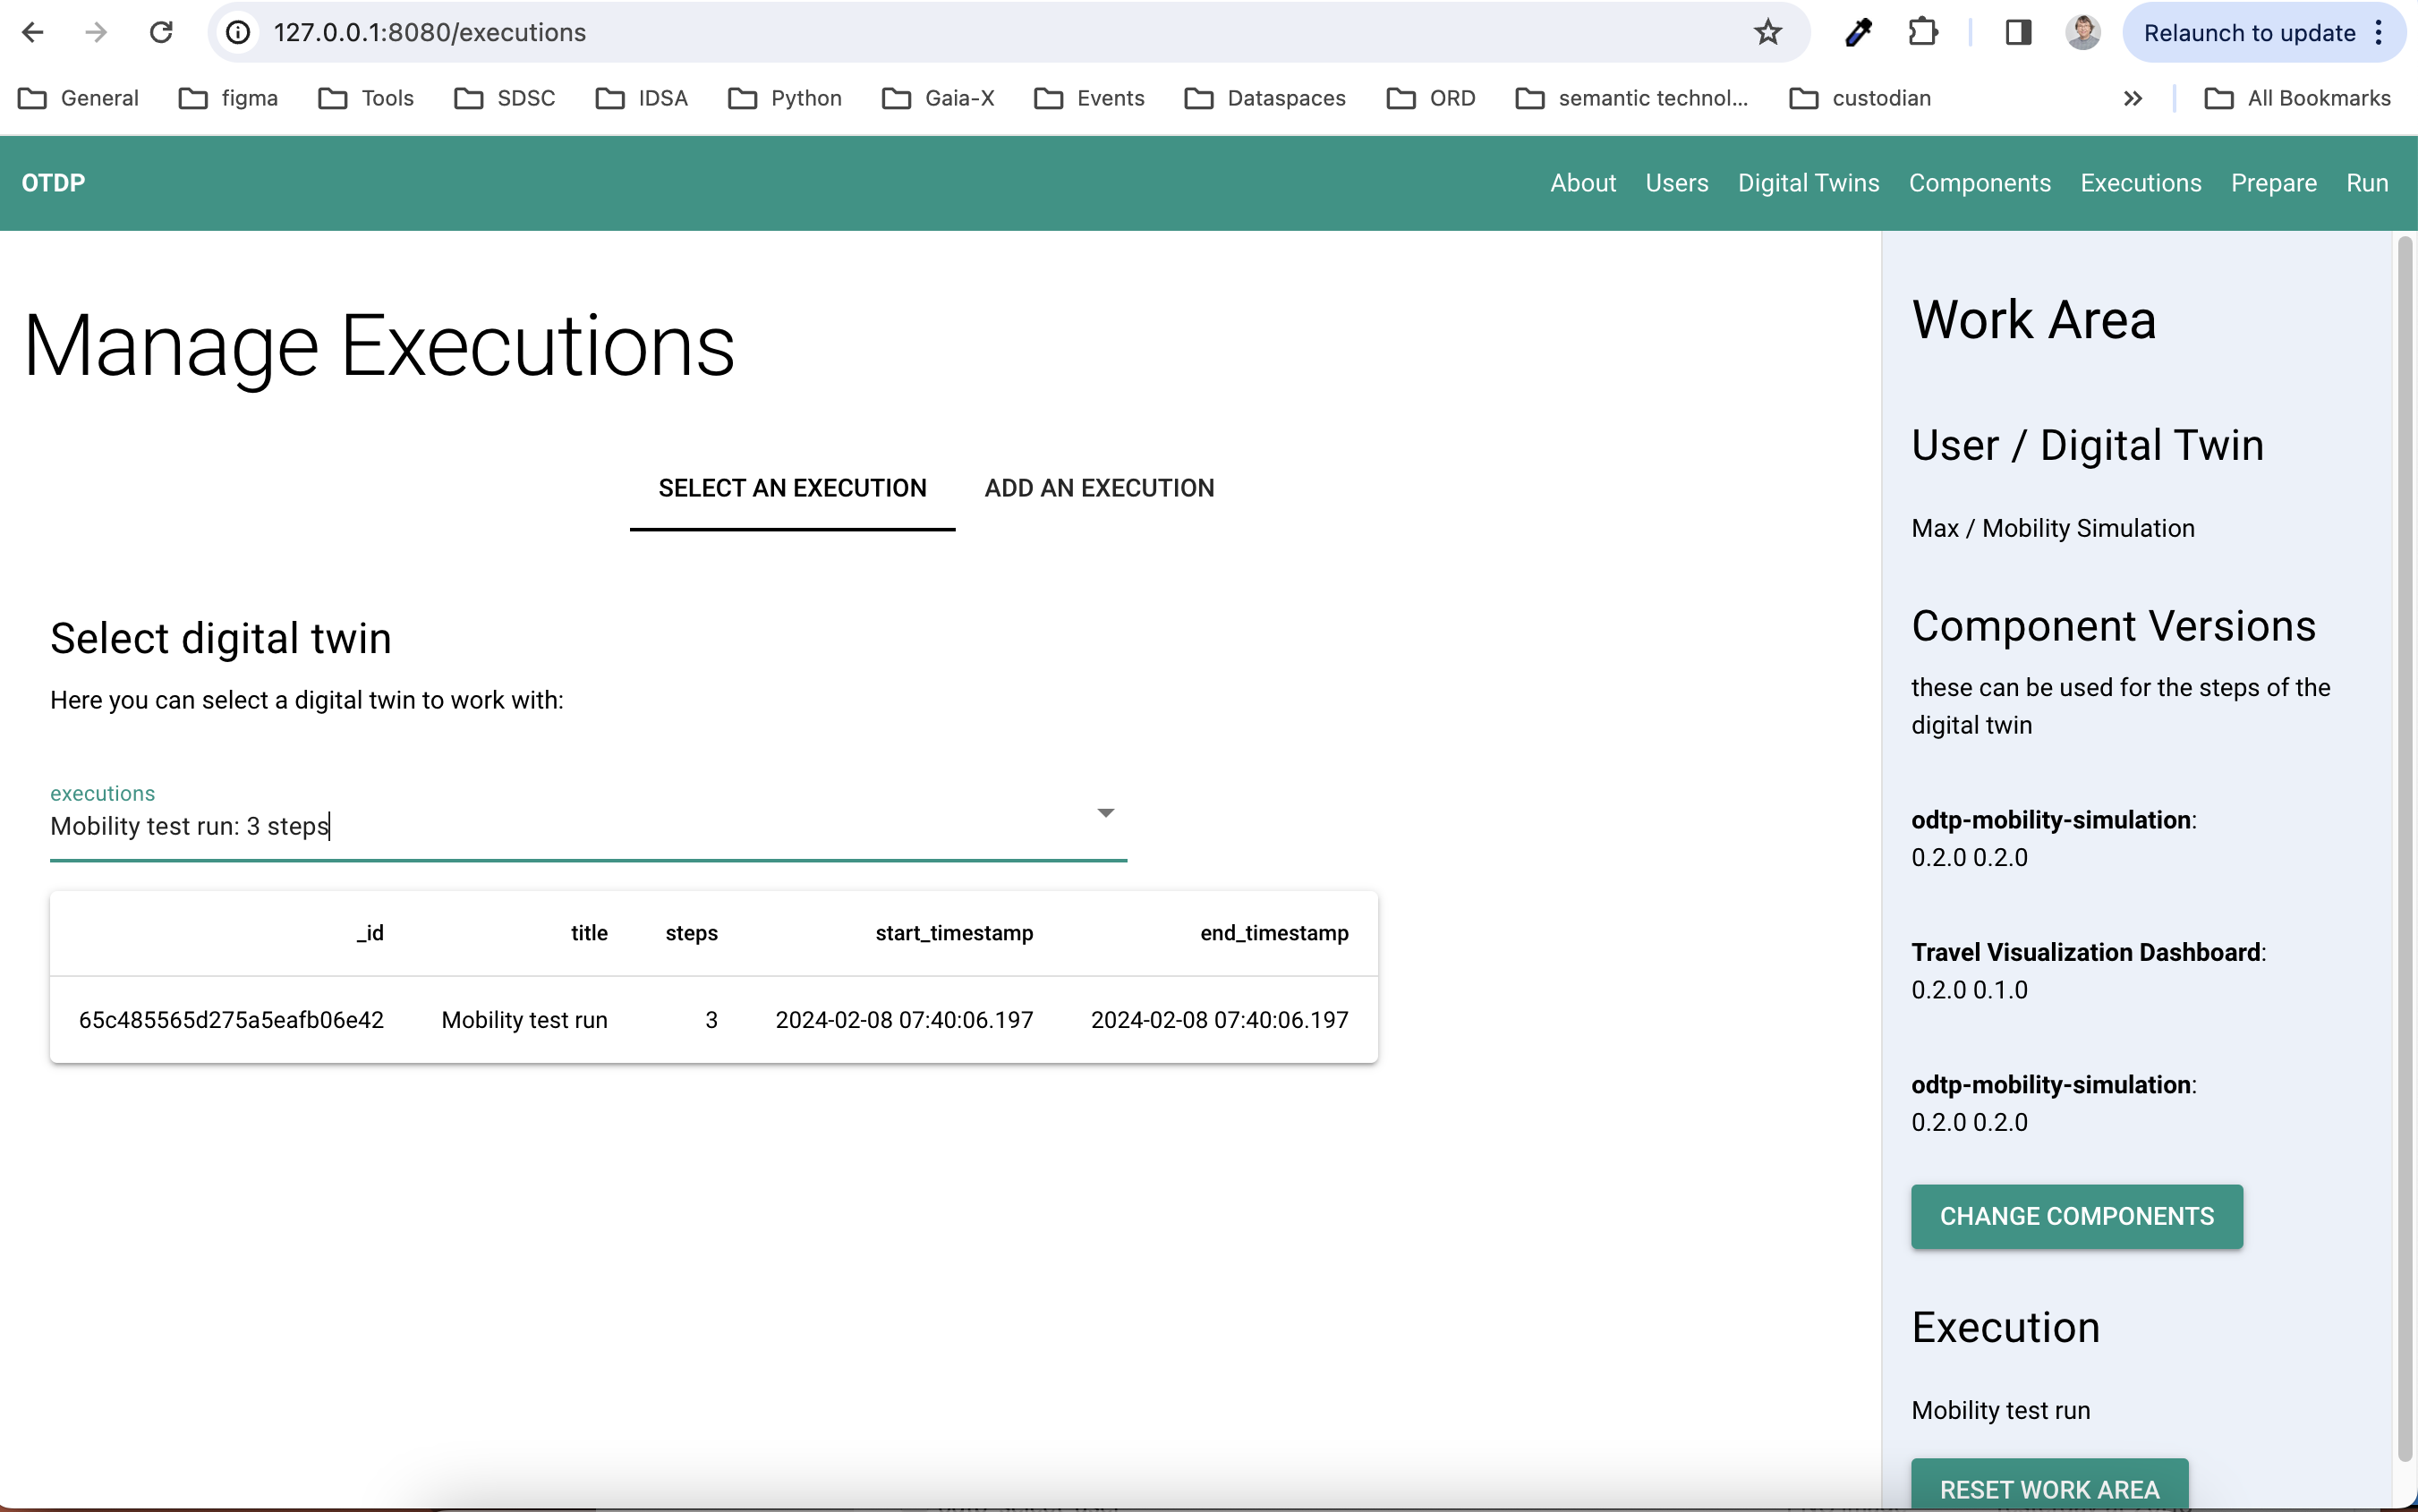 127.0.0.1:8080/executions
Relaunch to update
General figma Tools SDSC IDSA Python Gaia-X Events Dataspaces ORD semantic technol... custodian All Bookmarks
OTDP About Users Digital Twins Components Executions Prepare Run
Manage Executions
SELECT AN EXECUTION ADD AN EXECUTION
Select digital twin
Here you can select a digital twin to work with:
executions
Mobility test run: 3 steps
_id title steps start_timestamp end_timestamp
65c485565d275a5eafb06e42 Mobility test run 3 2024-02-08 07:40:06.197 2024-02-08 07:40:06.197
Work Area
User / Digital Twin
Max / Mobility Simulation
Component Versions
these can be used for the steps of the
digital twin
odtp-mobility-simulation:
0.2.0 0.2.0
Travel Visualization Dashboard:
0.2.0 0.1.0
odtp-mobility-simulation:
0.2.0 0.2.0
CHANGE COMPONENTS
Execution
Mobility test run
RESET WORK AREA